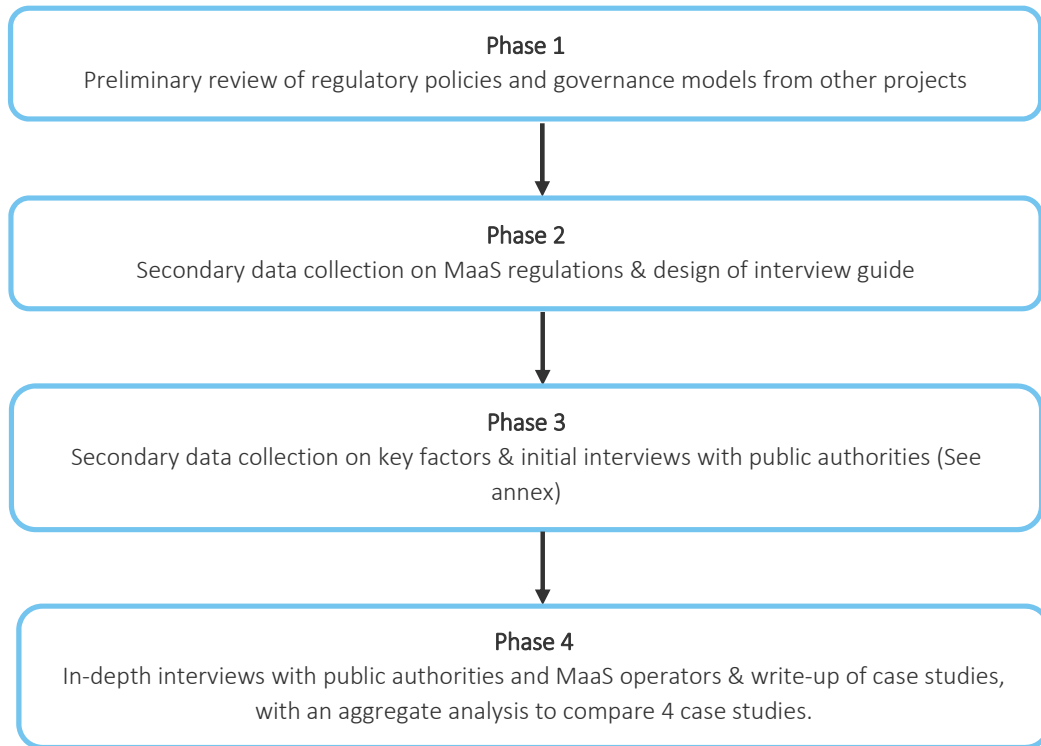 Phase 1
Preliminary review of regulatory policies and governance models from other projects
Phase 2
Secondary data collection on MaaS regulations & design of interview guide
Phase 3
Secondary data collection on key factors & initial interviews with public authorities (See
annex)
Phase 4
In-depth interviews with public authorities and MaaS operators & write-up of case studies,
with an aggregate analysis to compare 4 case studies.